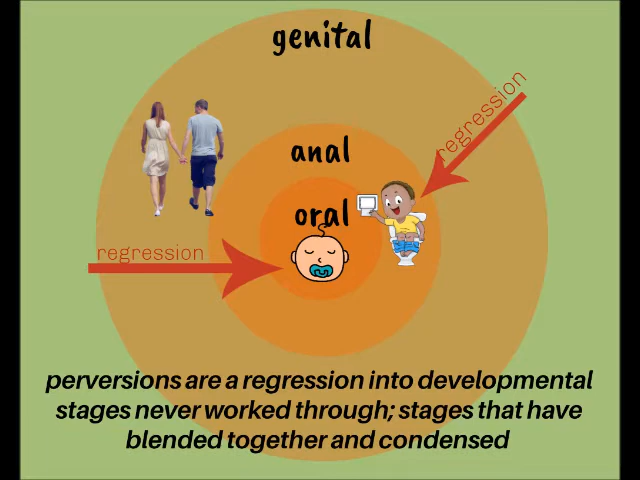 genital
regression
anal
oral
regression
perversions are a regression into developmental
stages never worked through; stages that have
blended together and condensed